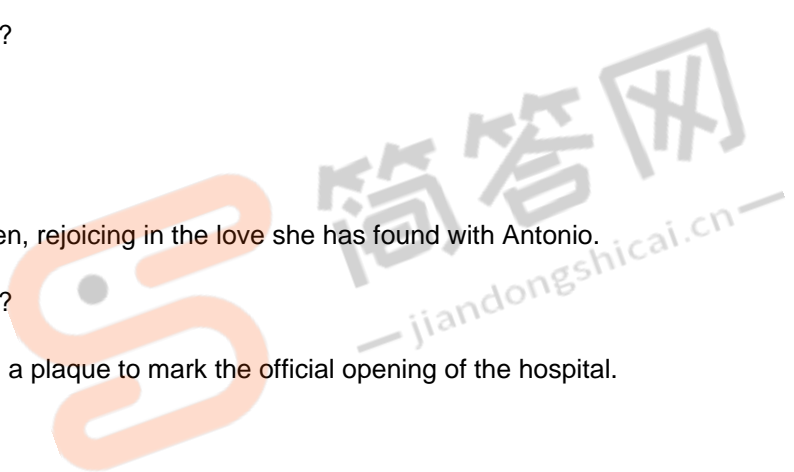 ?
en, rejoicing in the love she has found with Antonio.
?
a plaque to mark the official opening of the hospital.
简答网
jiandongshicai.cn